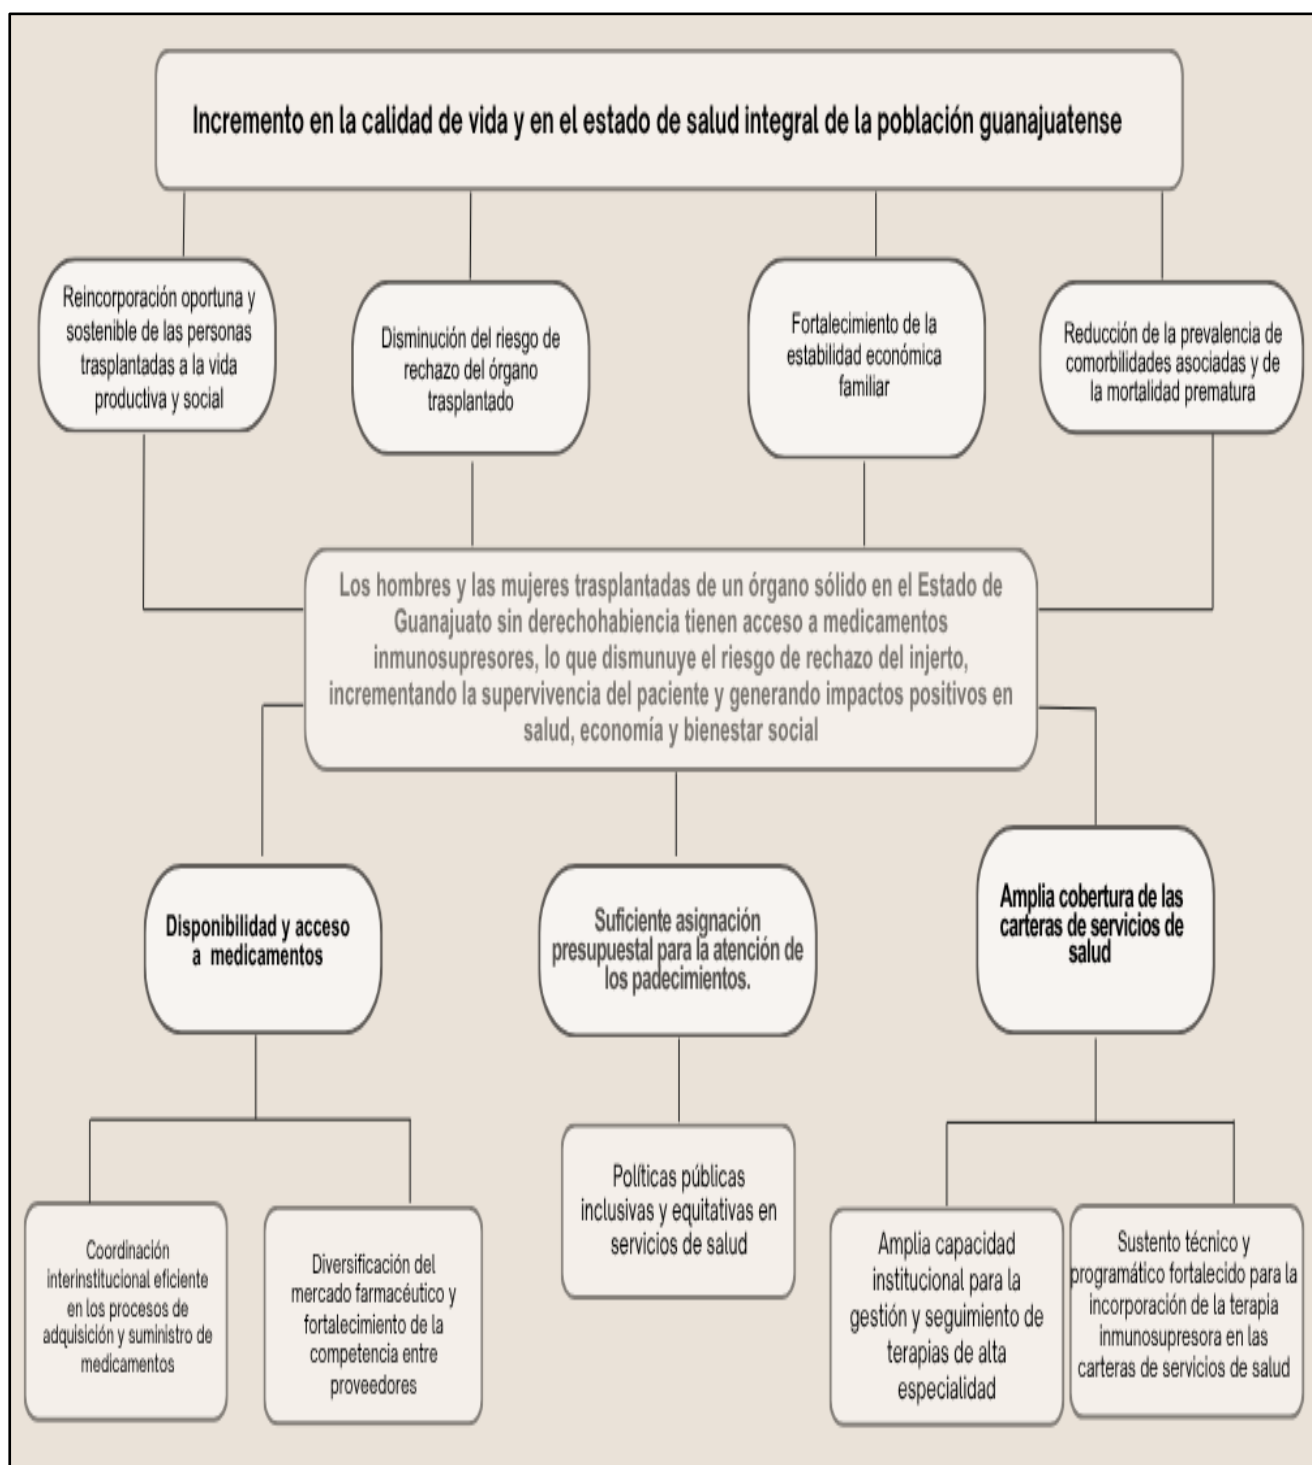 Incremento en la calidad de vida y en el estado de salud integral de la población guanajuatense
Reincorporación oportuna y
sostenible de las personas
trasplantadas a la vida
productiva y social
Disminución del riesgo de
rechazo del órgano
trasplantado
Fortalecimiento de la
estabilidad económica
familiar
Reducción de la prevalencia de
comorbilidades asociadas y de
la mortalidad prematura
Los hombres y las mujeres trasplantadas de un órgano sólido en el Estado de
Guanajuato sin derechohabiencia tienen acceso a medicamentos
inmunosupresores, lo que dismunuye el riesgo de rechazo del injerto,
incrementando la supervivencia del paciente y generando impactos positivos en
salud, economía y bienestar social
Disponibilidad y acceso
a medicamentos
Suficiente asignación
presupuestal para la atención de
los padecimientos.
Amplia cobertura de las
carteras de servicios de
salud
Coordinación
interinstitucional eficiente
en los procesos de
adquisición y suministro de
medicamentos
Diversificación del
mercado farmacéutico y
fortalecimiento de la
competencia entre
proveedores
Políticas públicas
inclusivas y equitativas en
servicios de salud
Amplia capacidad
institucional para la
gestión y seguimiento de
terapias de alta
especialidad
Sustento técnico y
programático fortalecido para la
incorporación de la terapia
inmunosupresora en las
carteras de servicios de salud